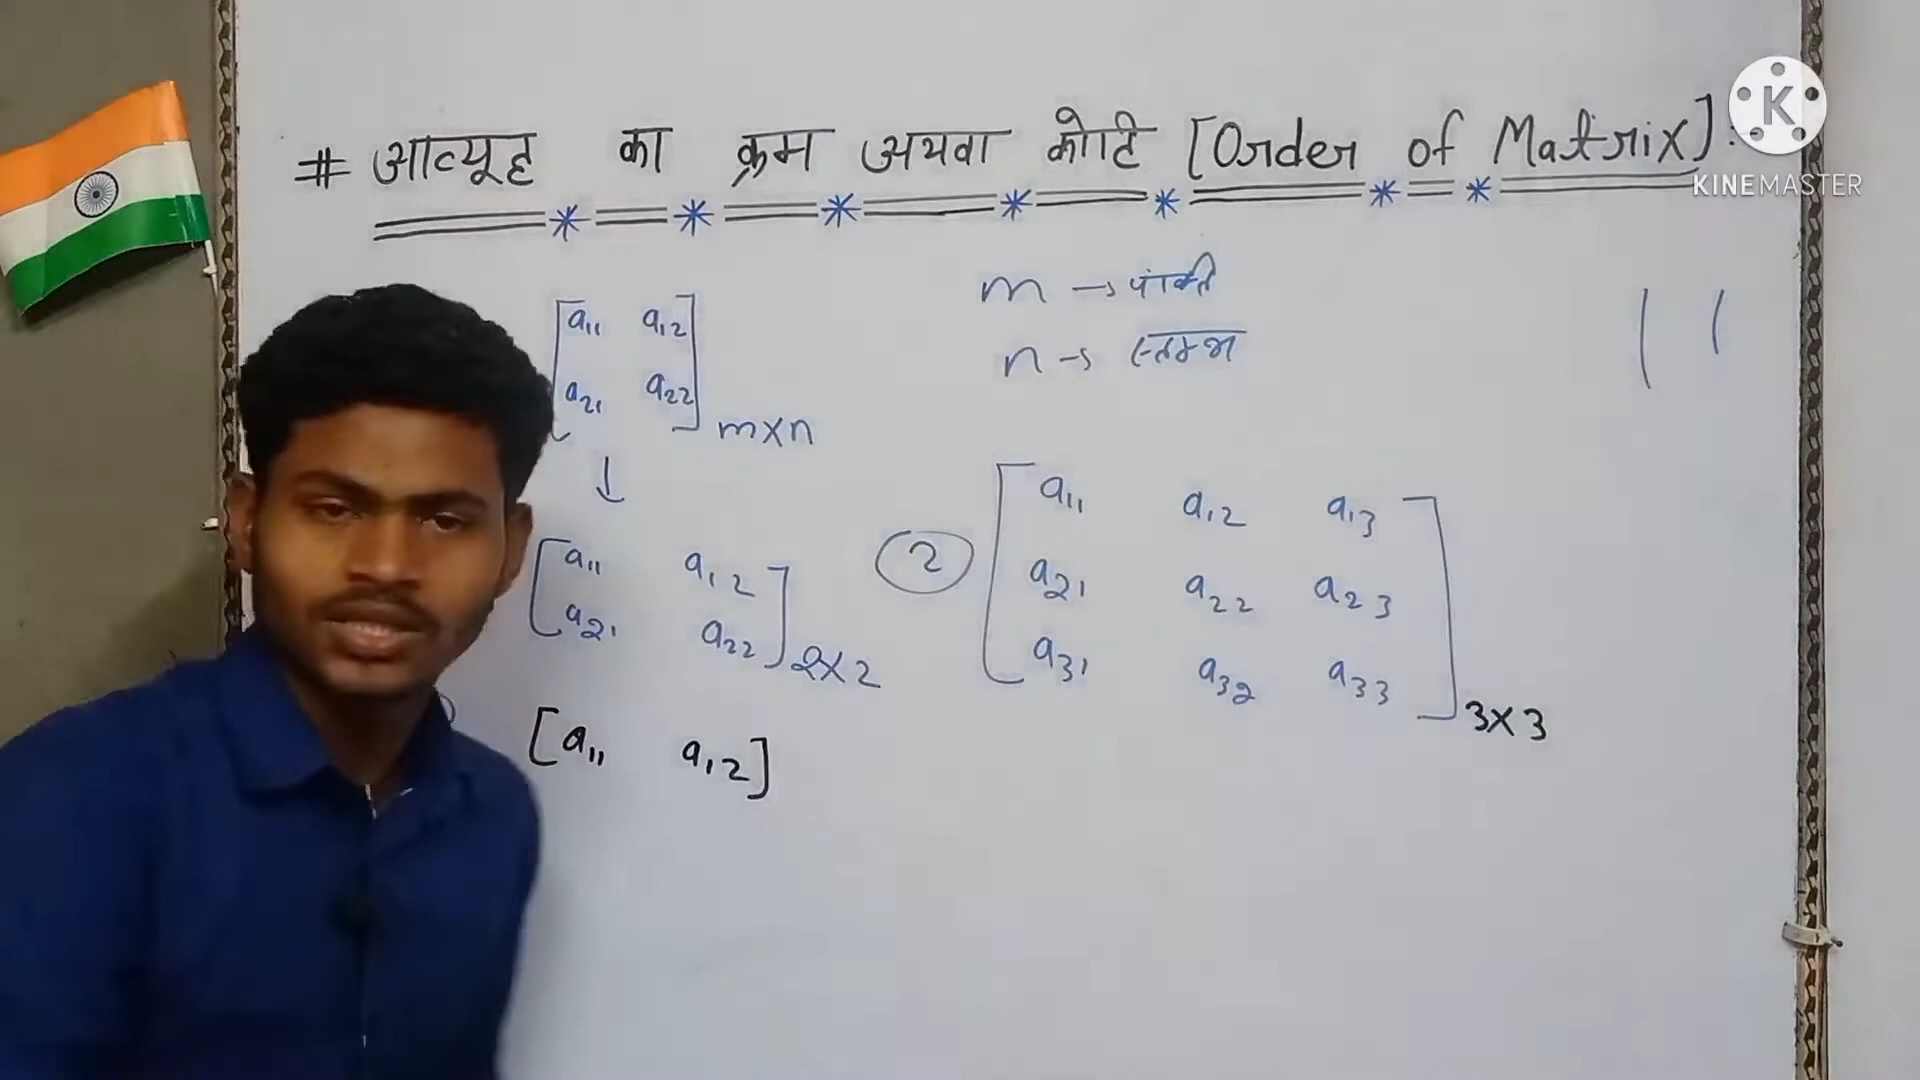 # आव्यूह का क्रम अथवा कोटि [Order of Matrix]:
K
KINEMASTER
m → पंक्ति
n → स्तम्भ
a₁₁ a₁₂
a₂₁ a₂₂
m×n
↓
[a₁₁ a₁₂
a₂₁ a₂₂] 2×2
2
a₁₁ a₁₂ a₁₃
a₂₁ a₂₂ a₂₃
a₃₁ a₃₂ a₃₃
3×3
[a₁₁ a₁₂]